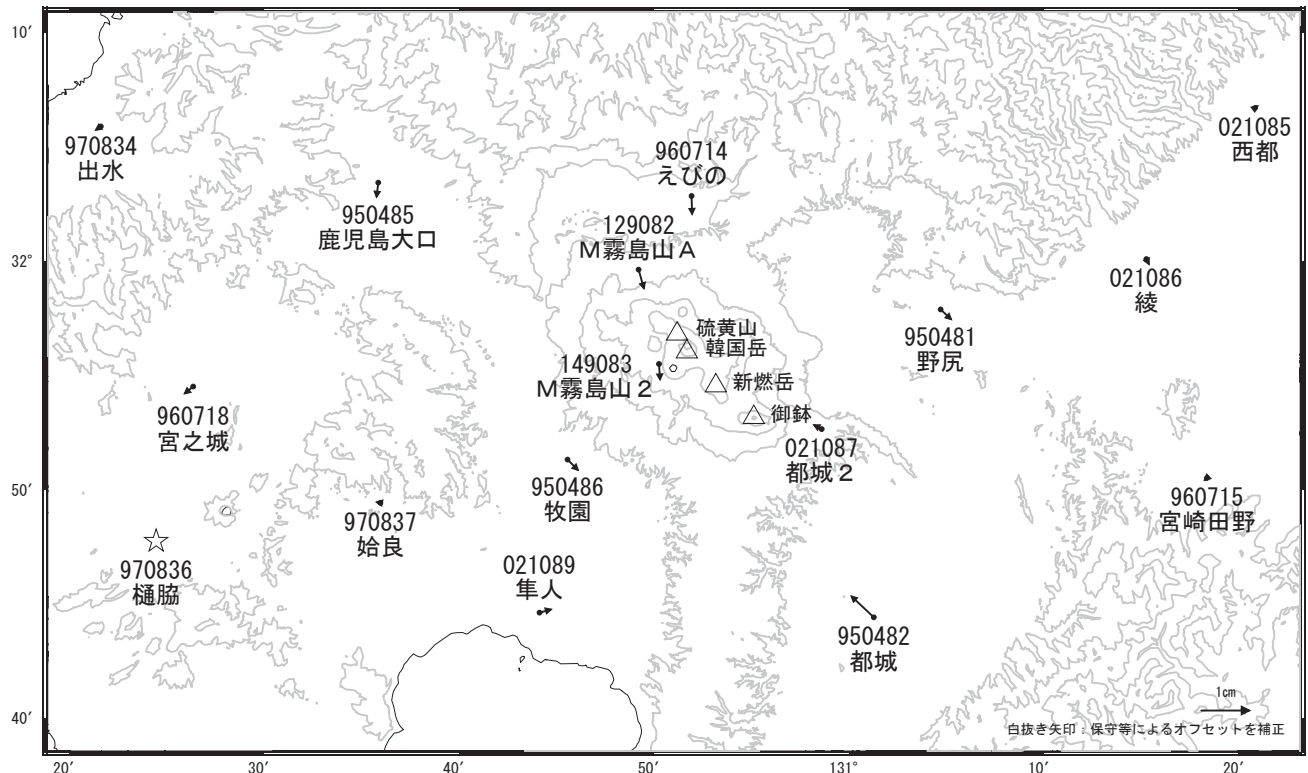 10′
021085
西都
970834
出水
960714
えびの
950485
鹿児島大口
129082
M霧島山A
32°
021086
綾
硫黄山
韓国岳
950481
野尻
149083
M霧島山2
新燃岳
御鉢
960718
宮之城
021087
都城2
50′
950486
牧園
960715
宮崎田野
970837
姶良
970836
樋脇
021089
隼人
950482
都城
1cm
40′
白抜き矢印：保守等によるオフセットを補正
20′
30′
40′
50′
131°
10′
20′